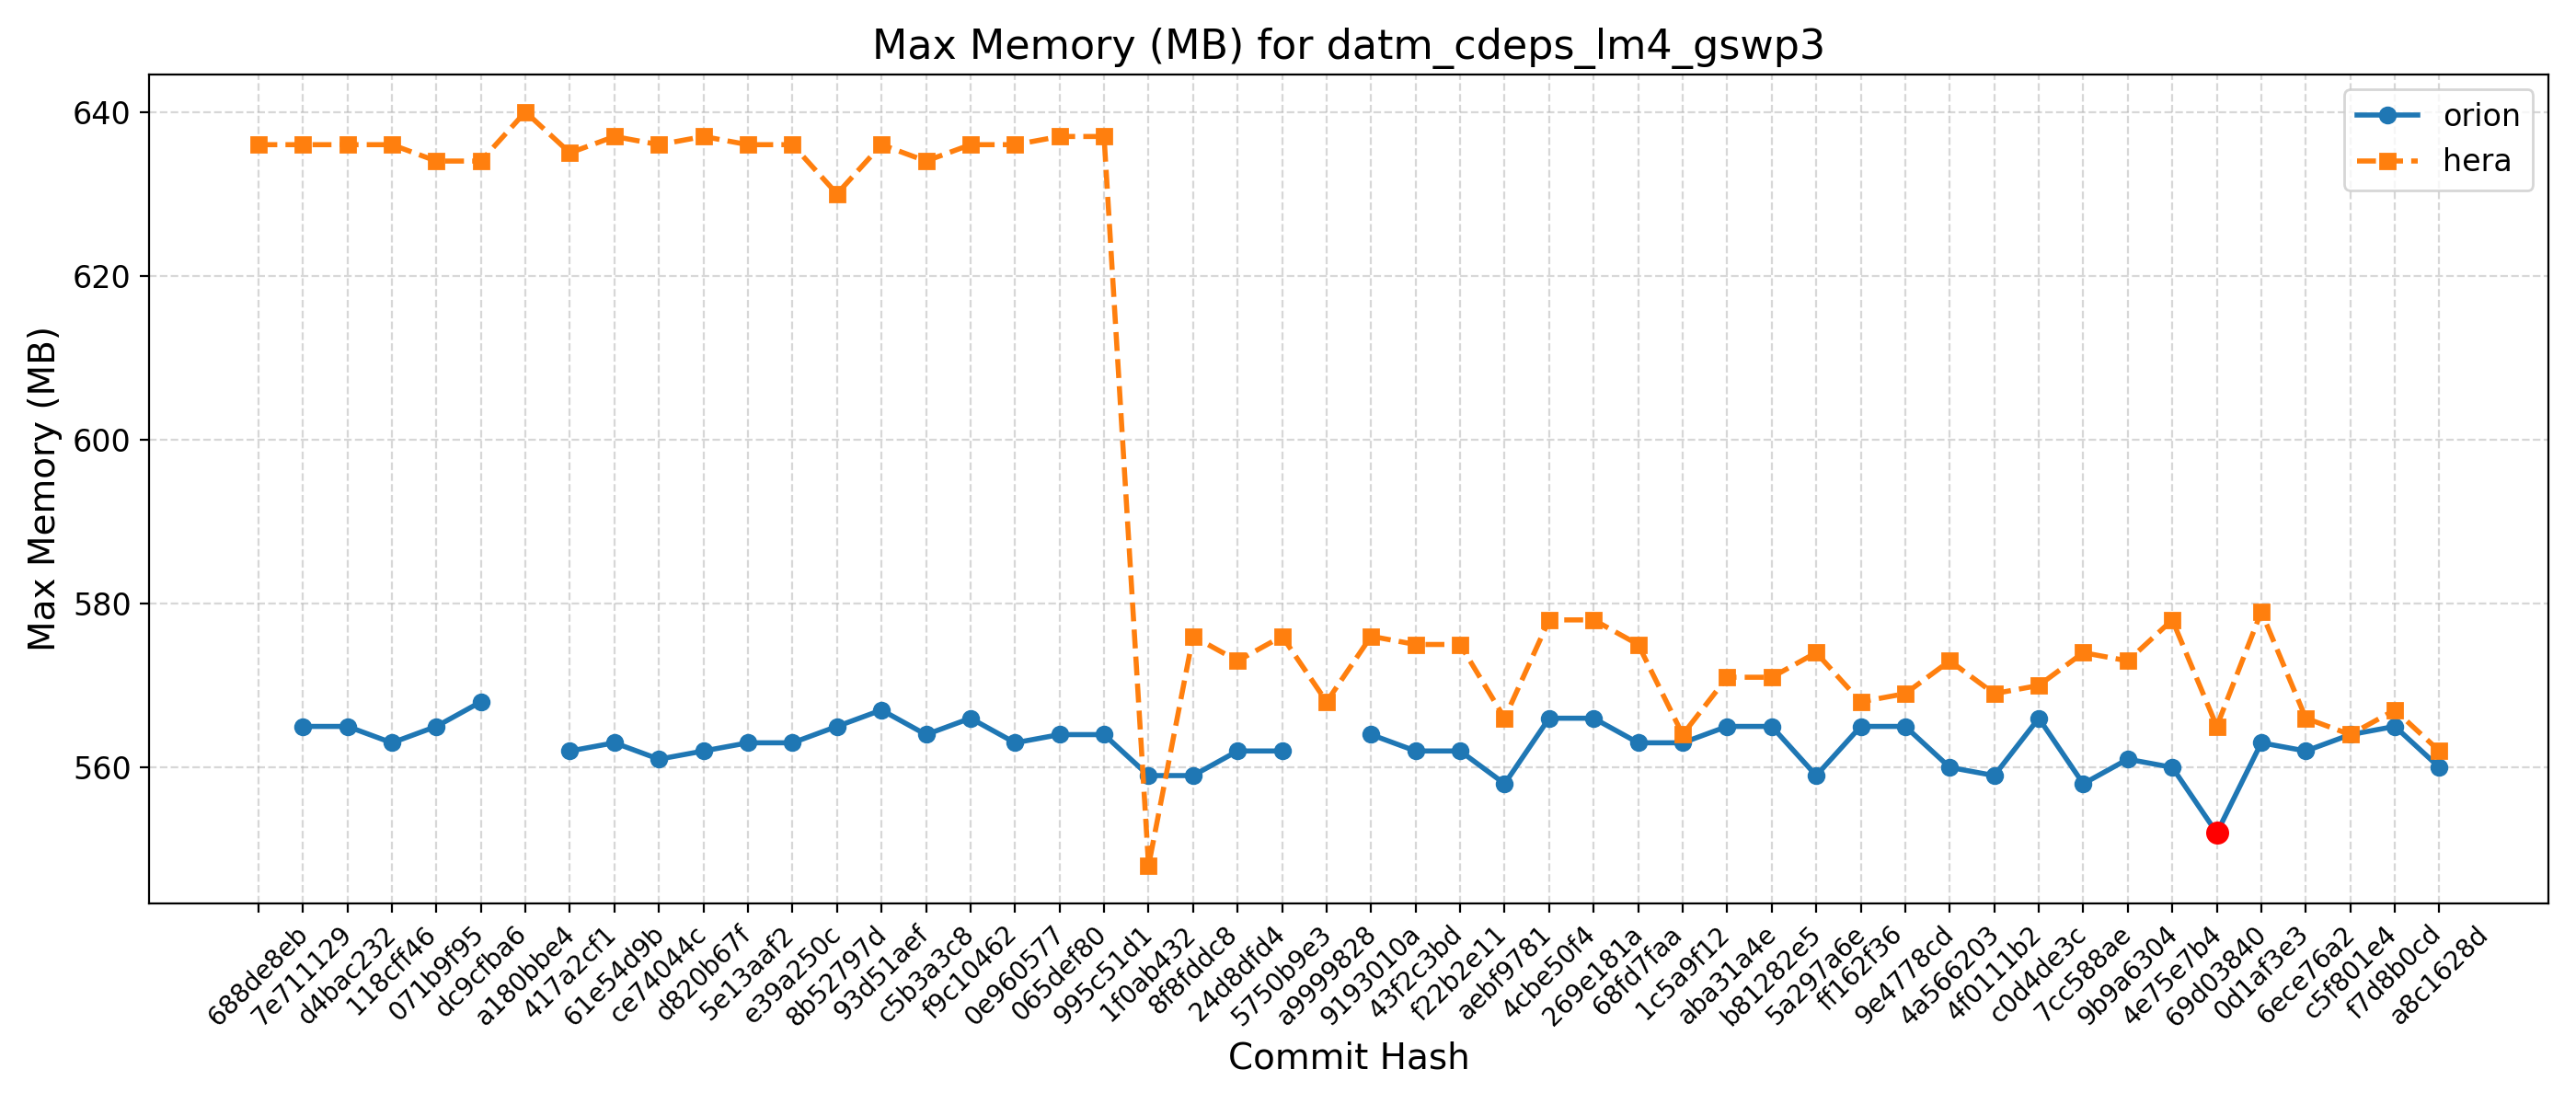 Max Memory (MB) for datm_cdeps_lm4_gswp3
orion
hera
Max Memory (MB)
640
620
600
580
560
688de8eb
7e711129
d4bac232
118cff46
071b9f95
dc9cfba6
a180bbe4
417a2cf1
61e54d9b
ce74044c
d820b67f
5e13aaf2
e39a250c
8b52797d
93d51aef
c5b3a3c8
f9c10462
0e960577
065def80
995c51d1
1f0ab432
8f8fddc8
24d8dfd4
5750b9e3
a9999828
9193010a
43f2c3bd
f22b2e11
aebf9781
4cbe50f4
269e181a
68fd7faa
1c5a9f12
aba31a4e
b81282e5
5a297a6e
ff162f36
9e4778cd
4a566203
4f0111b2
c0d4de3c
7cc588ae
9b9a6304
4e75e7b4
69d03840
0d1af3e3
6ece76a2
c5f801e4
f7d8b0cd
a8c1628d
Commit Hash